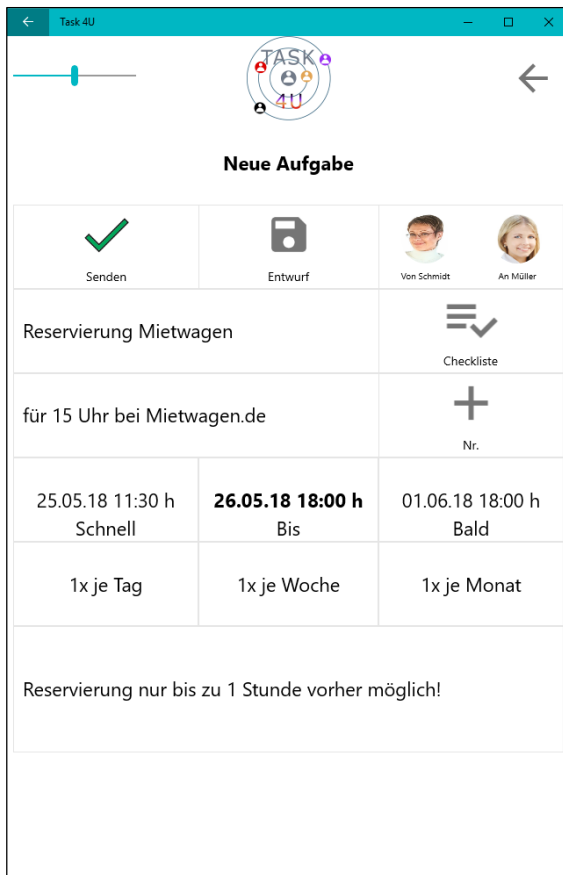 Task 4U
TASK
4U
Neue Aufgabe
Senden
Entwurf
Von Schmidt
An Müller
Reservierung Mietwagen
Checkliste
für 15 Uhr bei Mietwagen.de
Nr.
25.05.18 11:30 h
Schnell
26.05.18 18:00 h
Bis
01.06.18 18:00 h
Bald
1x je Tag
1x je Woche
1x je Monat
Reservierung nur bis zu 1 Stunde vorher möglich!